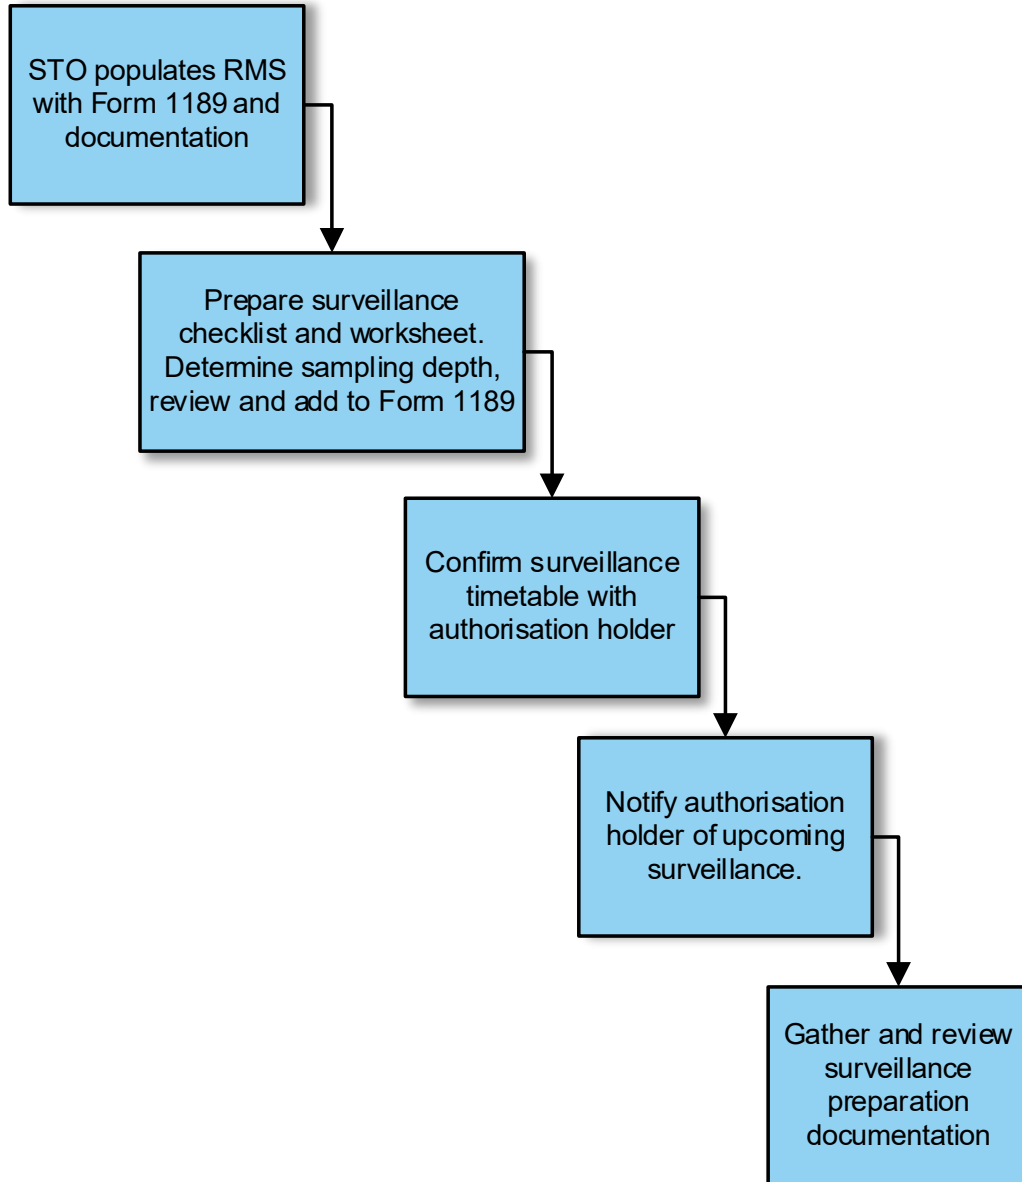 STO populates RMS
with Form 1189 and
documentation
Prepare surveillance
checklist and worksheet.
Determine sampling depth,
review and add to Form 1189
Confirm surveillance
timetable with
authorisation holder
Notify authorisation
holder of upcoming
surveillance.
Gather and review
surveillance
preparation
documentation